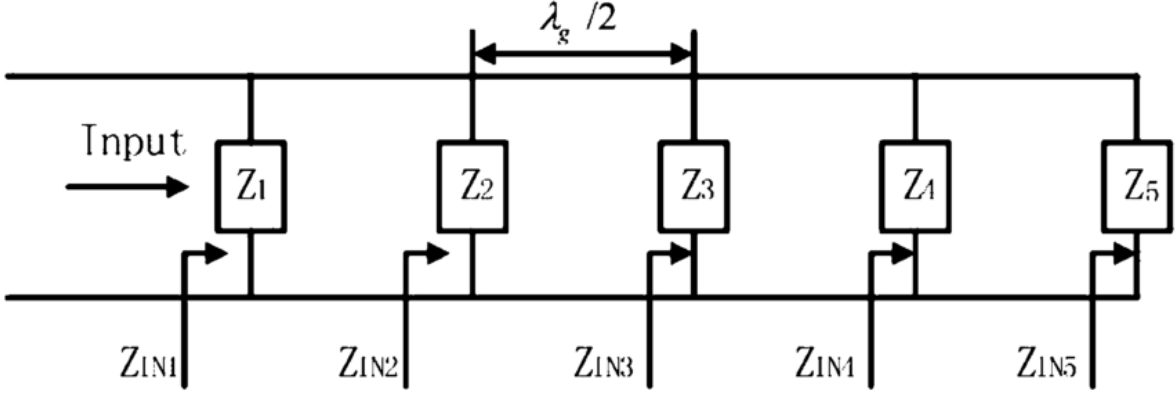 λg /2
Input
Z1 Z2 Z3 Z4 Z5
ZIN1 ZIN2 ZIN3 ZIN4 ZIN5